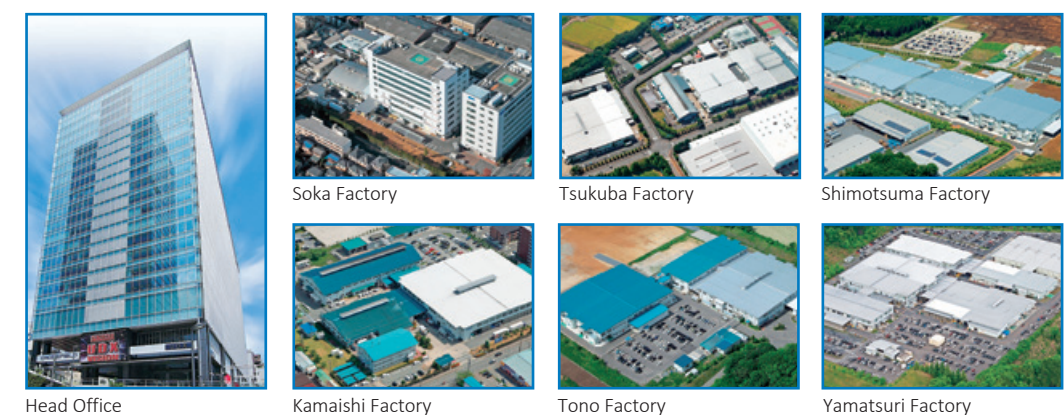 Soka Factory
Tsukuba Factory
Shimotsuma Factory
Head Office
Kamaishi Factory
Tono Factory
Yamatsuri Factory